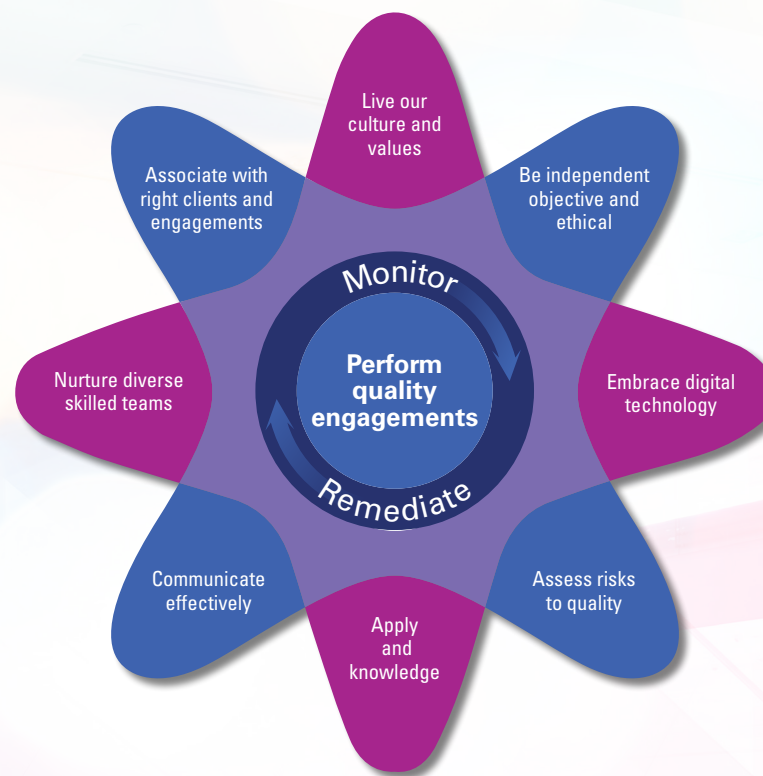 Live our
culture and
values
Be independent
objective and
ethical
Embrace digital
technology
Assess risks
to quality
Apply
and
knowledge
Communicate
effectively
Nurture diverse
skilled teams
Associate with
right clients and
engagements
Monitor
Perform
quality
engagements
Remediate